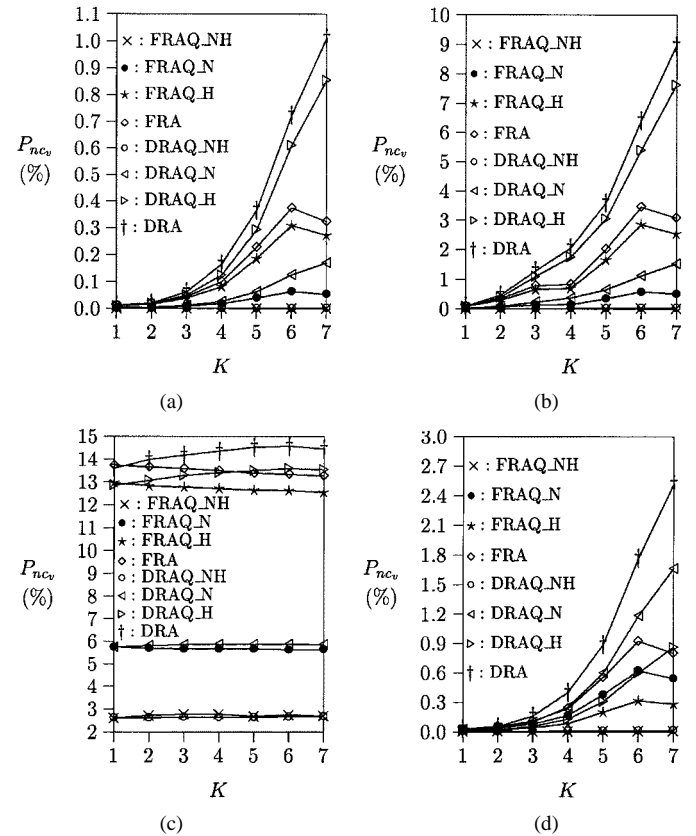 1.1
1.0
0.9
0.8
0.7
0.6
0.5
0.4
0.3
0.2
0.1
0.0
P_{nc_v}
(%)
× : FRAQ_NH
● : FRAQ_N
★ : FRAQ_H
◇ : FRA
○ : DRAQ_NH
◁ : DRAQ_N
▷ : DRAQ_H
† : DRA
1 2 3 4 5 6 7
K
(a)
10
9
8
7
6
5
4
3
2
1
0
P_{nc_v}
(%)
× : FRAQ_NH
● : FRAQ_N
★ : FRAQ_H
◇ : FRA
○ : DRAQ_NH
◁ : DRAQ_N
▷ : DRAQ_H
† : DRA
1 2 3 4 5 6 7
K
(b)
15
14
13
12
11
10
9
8
7
6
5
4
3
2
P_{nc_v}
(%)
× : FRAQ_NH
● : FRAQ_N
★ : FRAQ_H
◇ : FRA
○ : DRAQ_NH
◁ : DRAQ_N
▷ : DRAQ_H
† : DRA
1 2 3 4 5 6 7
K
(c)
3.0
2.7
2.4
2.1
1.8
1.5
1.2
0.9
0.6
0.3
0.0
P_{nc_v}
(%)
× : FRAQ_NH
● : FRAQ_N
★ : FRAQ_H
◇ : FRA
○ : DRAQ_NH
◁ : DRAQ_N
▷ : DRAQ_H
† : DRA
1 2 3 4 5 6 7
K
(d)